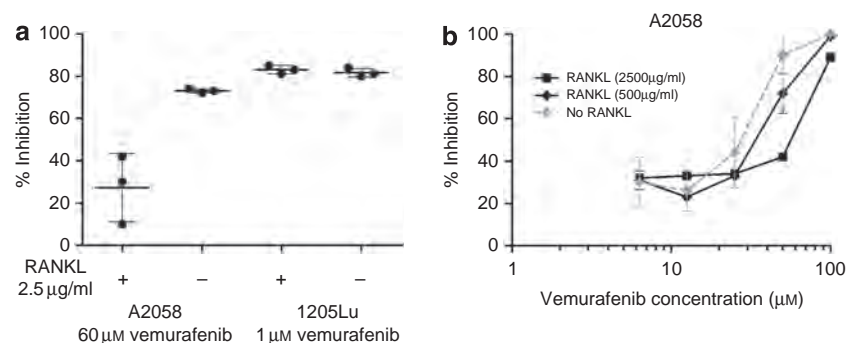 a
% Inhibition
100
80
60
40
20
0
RANKL
2.5 μg/ml
+
–
+
–
A2058
60 μM vemurafenib
1205Lu
1 μM vemurafenib
b
A2058
% Inhibition
100
80
60
40
20
0
RANKL (2500μg/ml)
RANKL (500μg/ml)
No RANKL
1
10
100
Vemurafenib concentration (μM)